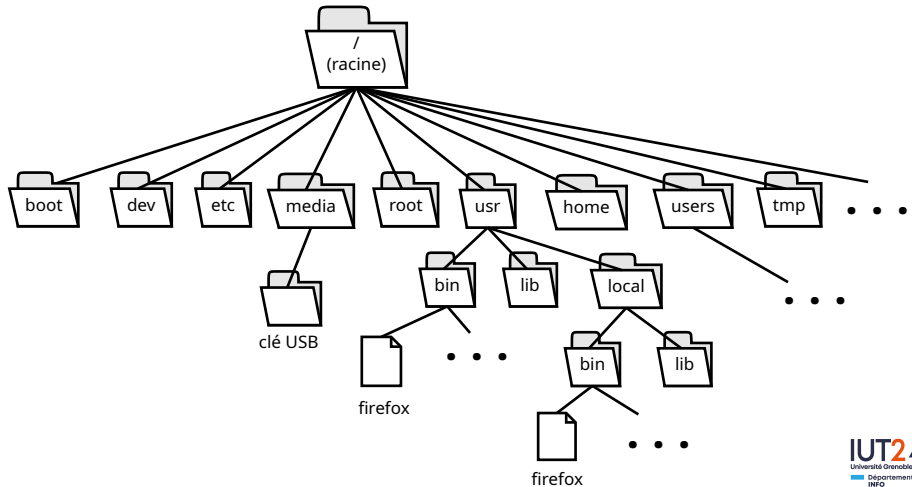 /
(racine)
boot
dev
etc
media
root
usr
home
users
tmp
bin
lib
local
clé USB
bin
lib
firefox
firefox
IUT2
Université Grenoble
Département
INFO